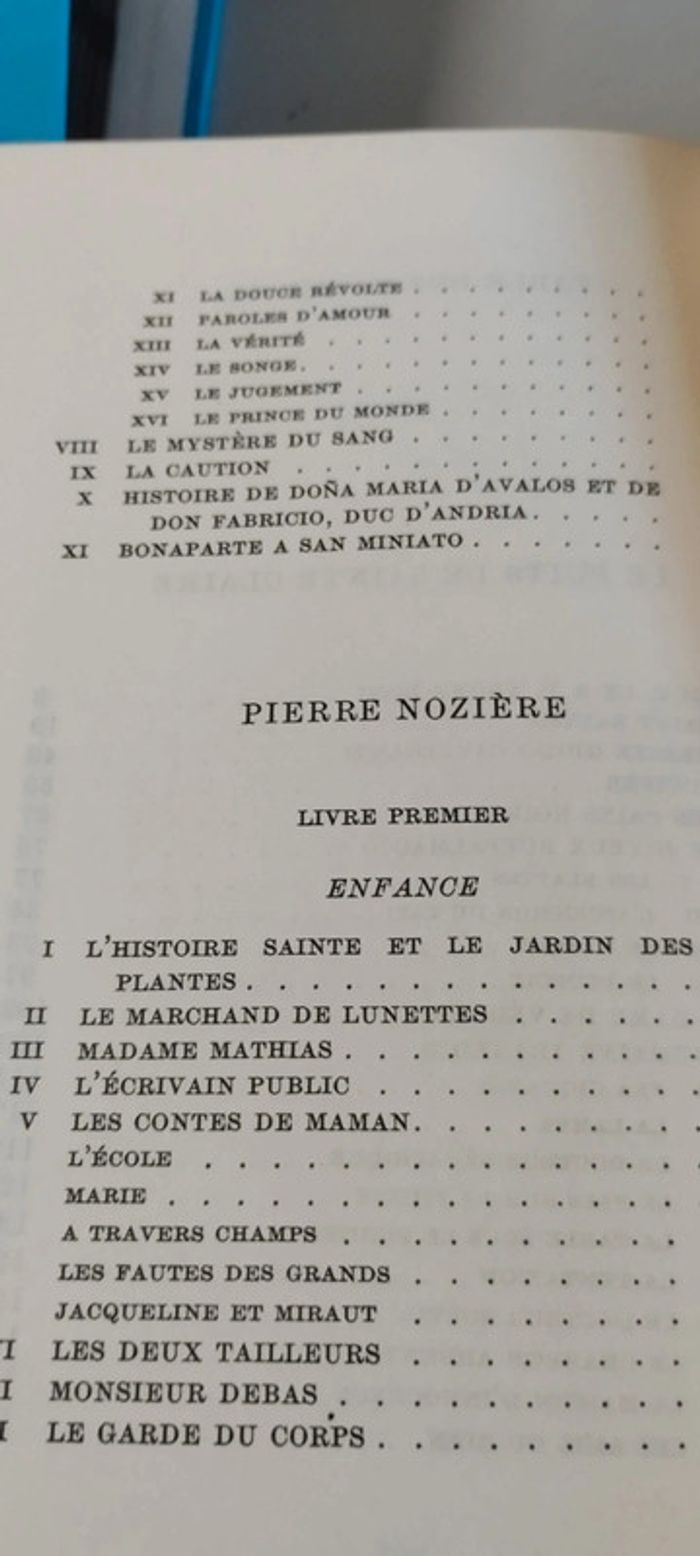 XI LA DOUCE RÉVOLTE . . . . . . . . . .
XII PAROLES D'AMOUR . . . . . . . . . .
XIII LA VÉRITÉ . . . . . . . . . . . .
XIV LE SONGE. . . . . . . . . . . . .
XV LE JUGEMENT . . . . . . . . . . .
XVI LE PRINCE DU MONDE . . . . . . . .
VIII LE MYSTÈRE DU SANG . . . . . . . . .
IX LA CAUTION . . . . . . . . . . . . .
X HISTOIRE DE DOÑA MARIA D'AVALOS ET DE
DON FABRICIO, DUC D'ANDRIA. . . . . .
XI BONAPARTE A SAN MINIATO . . . . . . .
PIERRE NOZIÈRE
LIVRE PREMIER
ENFANCE
I L'HISTOIRE SAINTE ET LE JARDIN DES
PLANTES . . . . . . . . . . . . .
II LE MARCHAND DE LUNETTES . . . . . .
III MADAME MATHIAS . . . . . . . . . .
IV L'ÉCRIVAIN PUBLIC . . . . . . . . .
V LES CONTES DE MAMAN. . . . . . . . .
L'ÉCOLE . . . . . . . . . . . . . .
MARIE . . . . . . . . . . . . . . .
A TRAVERS CHAMPS . . . . . . . . . .
LES FAUTES DES GRANDS . . . . . . . .
JACQUELINE ET MIRAUT . . . . . . . .
I LES DEUX TAILLEURS . . . . . . . .
I MONSIEUR DEBAS . . . . . . . . . .
I LE GARDE DU CORPS . . . . . . . . .